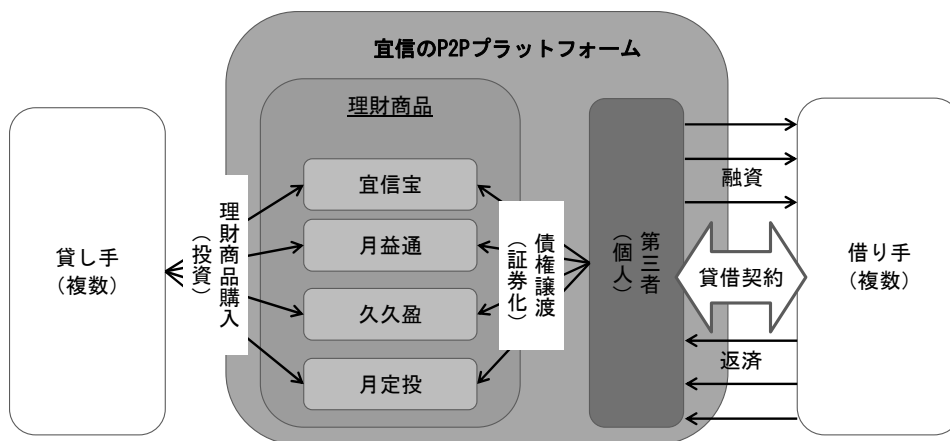 宜信のP2Pプラットフォーム
理財商品
宜信宝
月益通
久久盈
月定投
貸し手
（複数）
理財商品購入
（投資）
債権譲渡
（証券化）
第三者
（個人）
融資
貸借契約
返済
借り手
（複数）